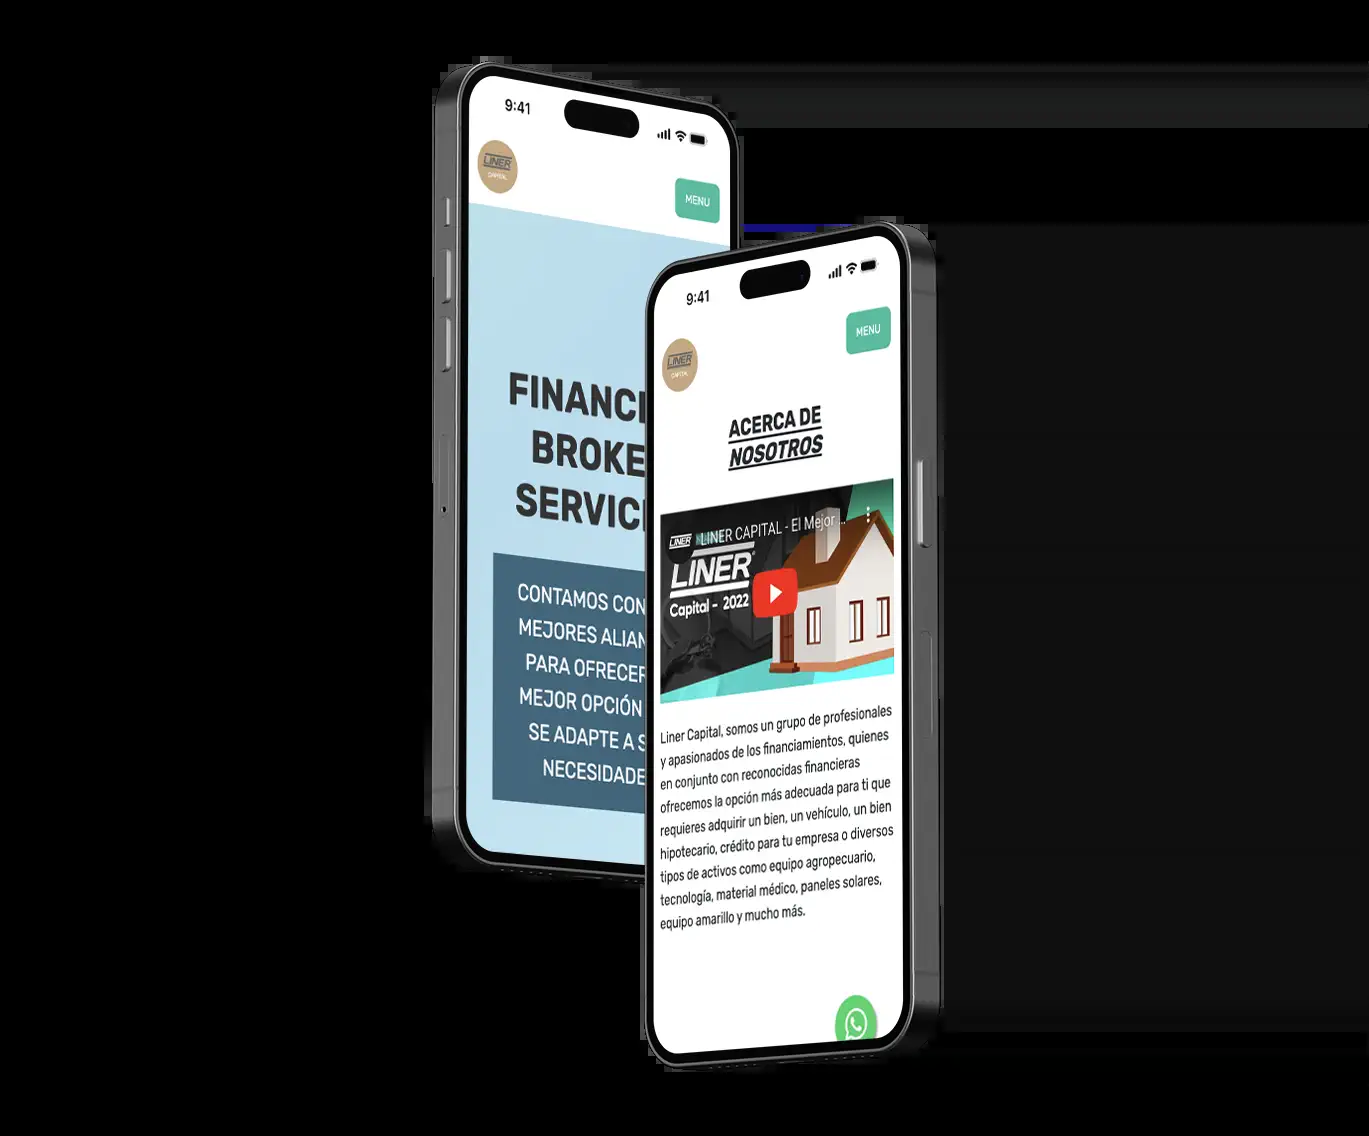 9:41
LINER
CAPITAL
MENU
FINANCI
BROKE
SERVICI
CONTAMOS CON
MEJORES ALIAN
PARA OFRECER
MEJOR OPCIÓN
SE ADAPTE A S
NECESIDADE
9:41
LINER
CAPITAL
MENU
ACERCA DE
NOSOTROS
LINER
LINER CAPITAL - El Mejor ...
LINER
Capital - 2022
Liner Capital, somos un grupo de profesionales
y apasionados de los financiamientos, quienes
en conjunto con reconocidas financieras
ofrecemos la opción más adecuada para ti que
requieres adquirir un bien, un vehículo, un bien
hipotecario, crédito para tu empresa o diversos
tipos de activos como equipo agropecuario,
tecnología, material médico, paneles solares,
equipo amarillo y mucho más.